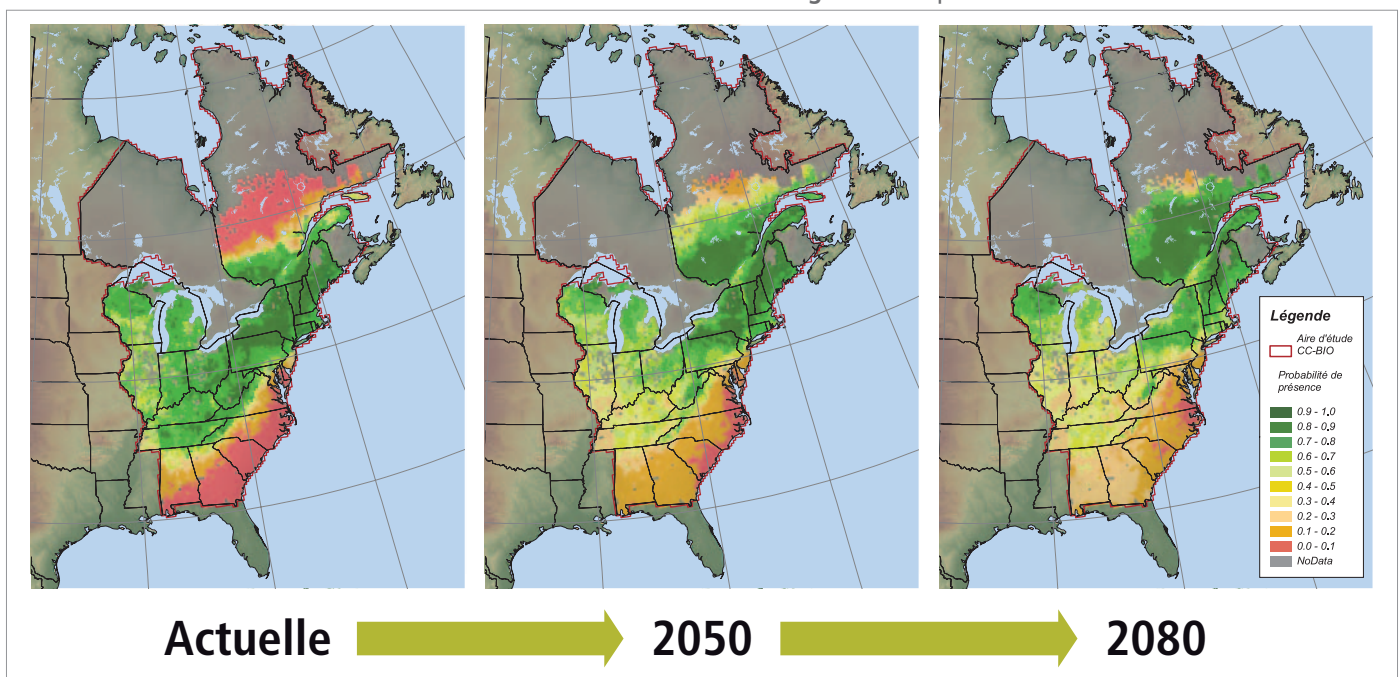 Légende
Aire d'étude
CC-BIO
Probabilité de
présence
0.9 - 1.0
0.8 - 0.9
0.7 - 0.8
0.6 - 0.7
0.5 - 0.6
0.4 - 0.5
0.3 - 0.4
0.2 - 0.3
0.1 - 0.2
0.0 - 0.1
NoData
Actuelle
2050
2080